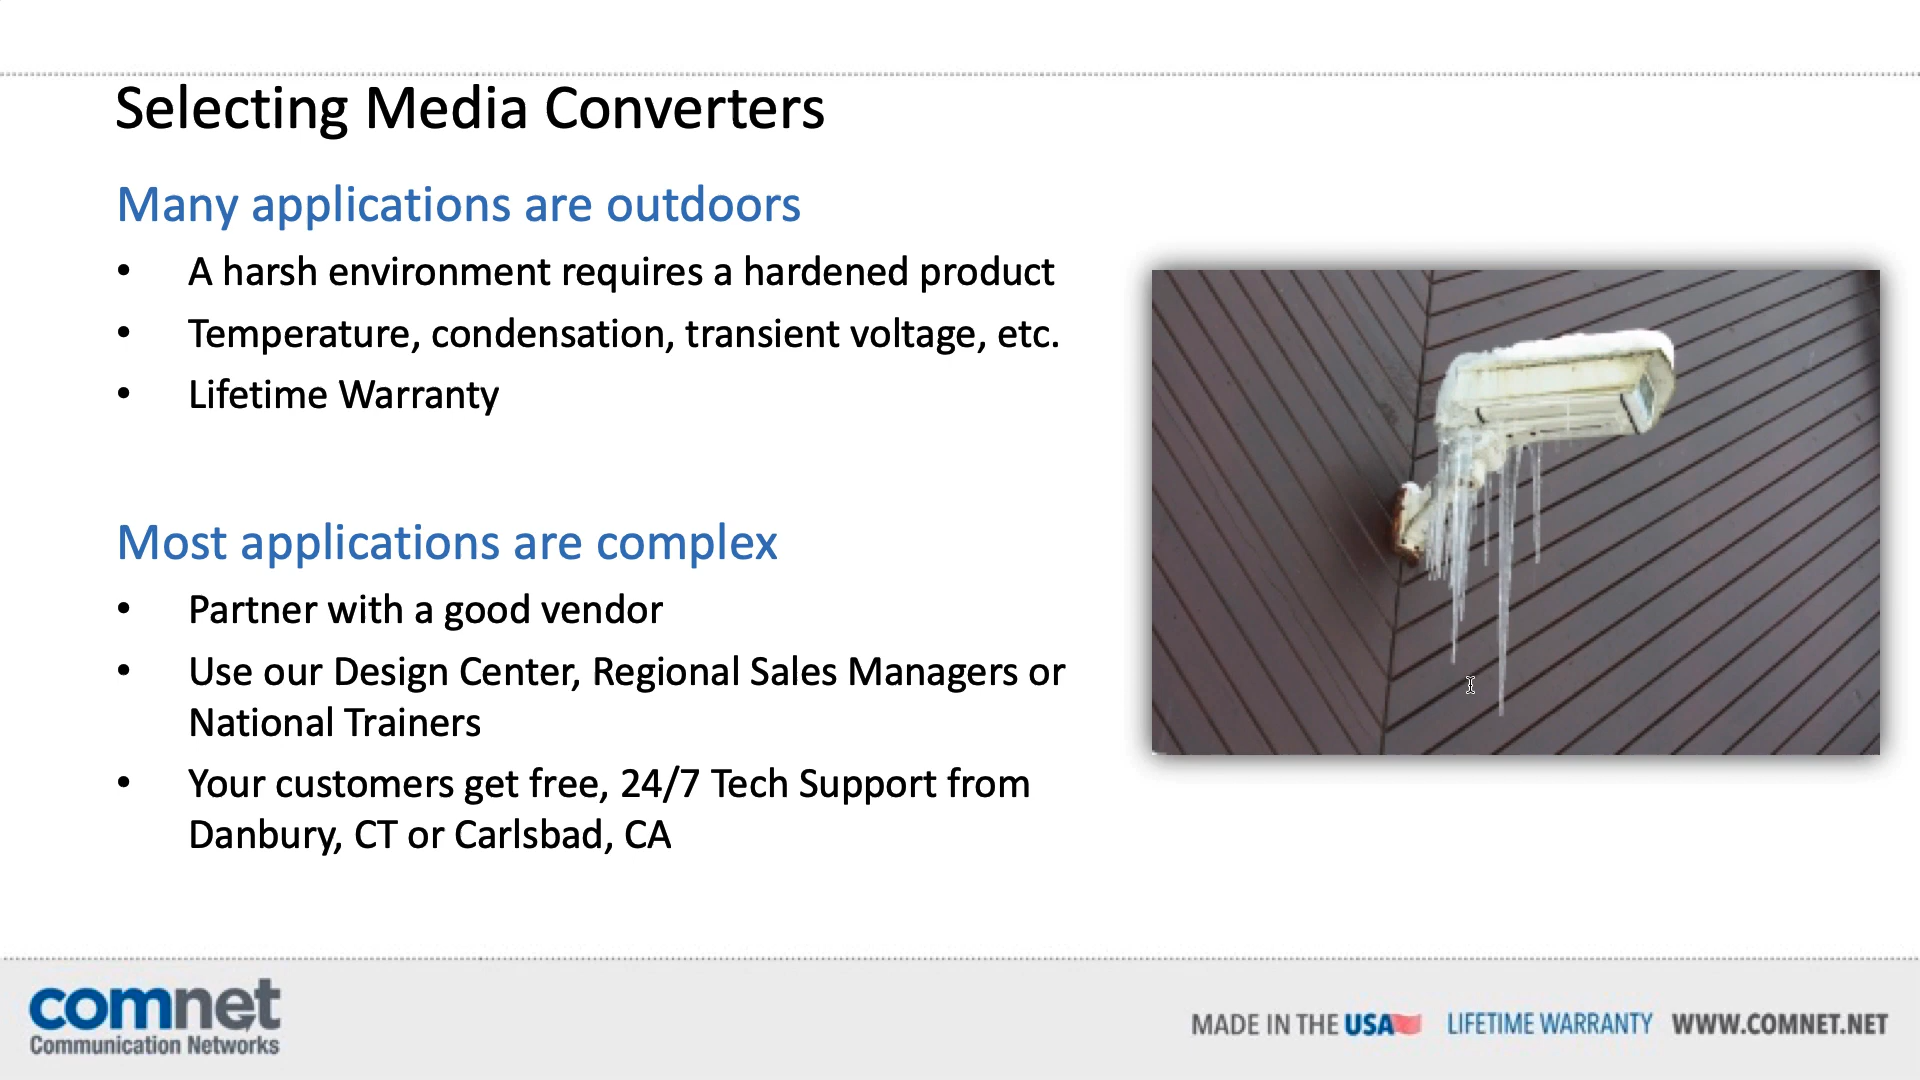 Selecting Media Converters
Many applications are outdoors
• A harsh environment requires a hardened product
• Temperature, condensation, transient voltage, etc.
• Lifetime Warranty
Most applications are complex
• Partner with a good vendor
• Use our Design Center, Regional Sales Managers or
National Trainers
• Your customers get free, 24/7 Tech Support from
Danbury, CT or Carlsbad, CA
comnet
Communication Networks
MADE IN THE USA LIFETIME WARRANTY WWW.COMNET.NET